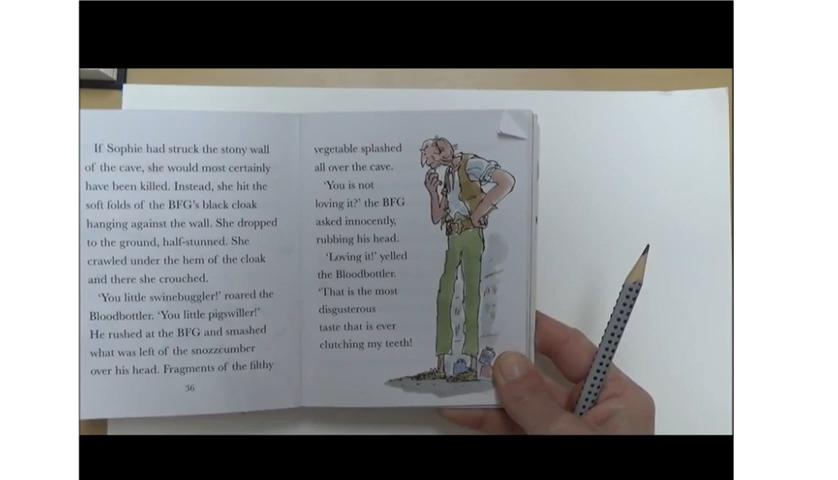 If Sophie had struck the stony wall
of the cave, she would most certainly
have been killed. Instead, she hit the
soft folds of the BFG's black cloak
hanging against the wall. She dropped
to the ground, half-stunned. She
crawled under the hem of the cloak
and there she crouched.
'You little swinebuggler!' roared the
Bloodbottler. 'You little pigswiller!'
He rushed at the BFG and smashed
what was left of the snozzcumber
over his head. Fragments of the filthy
36
vegetable splashed
all over the cave.
'You is not
loving it?' the BFG
asked innocently,
rubbing his head.
'Loving it!' yelled
the Bloodbottler.
'That is the most
disgusterous
taste that is ever
clutching my teeth!